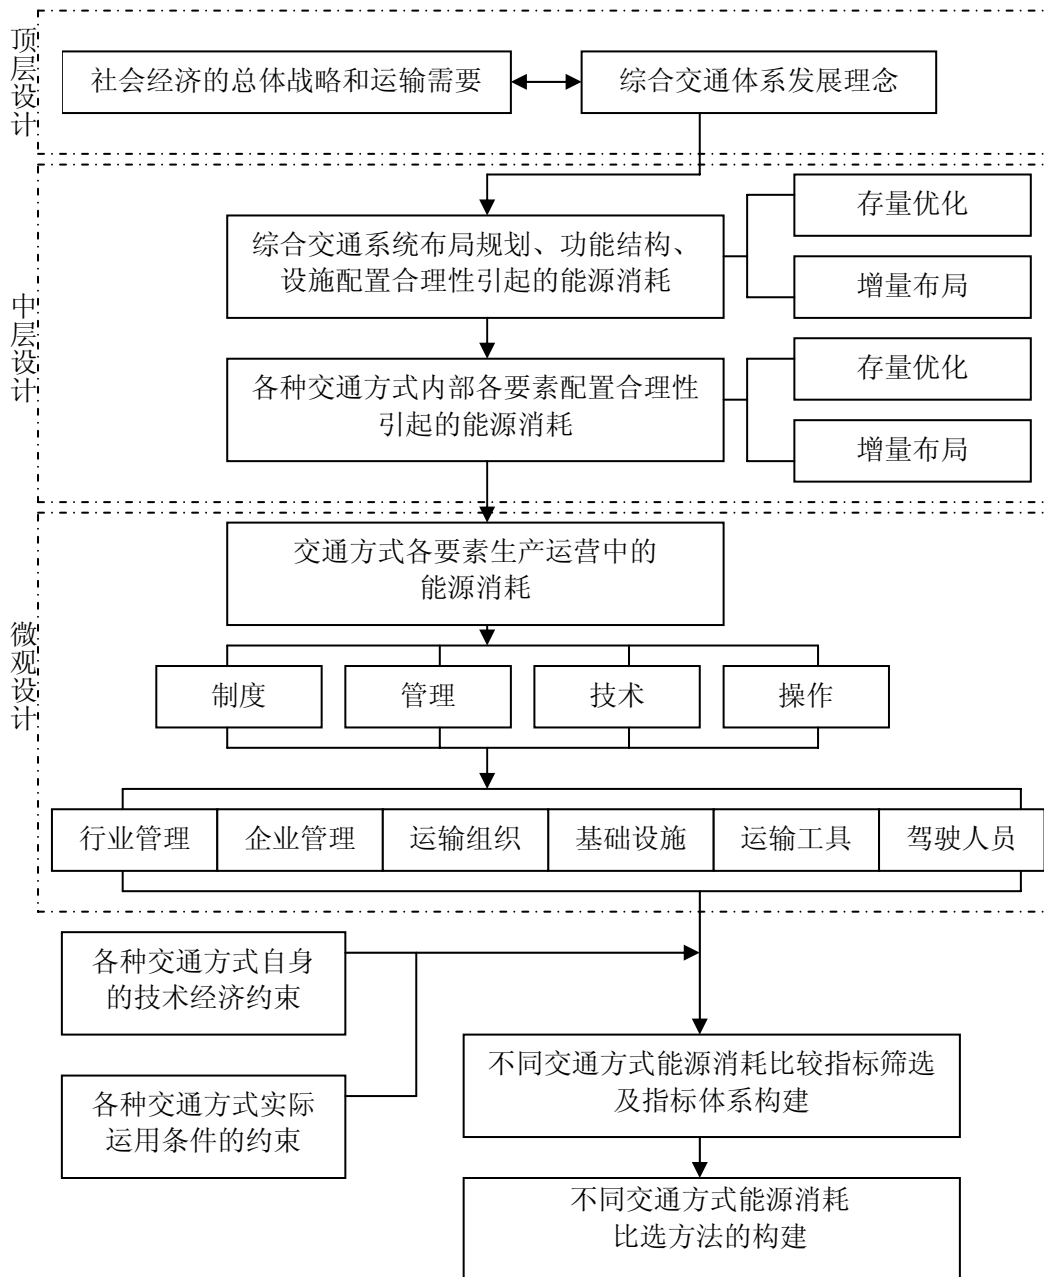 顶层设计
社会经济的总体战略和运输需要
综合交通体系发展理念
中层设计
综合交通系统布局规划、功能结构、
设施配置合理性引起的能源消耗
存量优化
增量布局
各种交通方式内部各要素配置合理性
引起的能源消耗
存量优化
增量布局
微观设计
交通方式各要素生产运营中的
能源消耗
制度
管理
技术
操作
行业管理
企业管理
运输组织
基础设施
运输工具
驾驶人员
各种交通方式自身
的技术经济约束
各种交通方式实际
运用条件的约束
不同交通方式能源消耗比较指标筛选
及指标体系构建
不同交通方式能源消耗
比选方法的构建